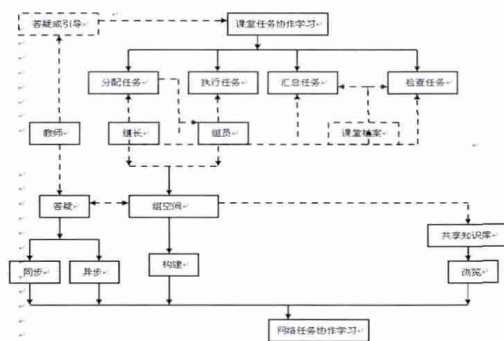 答疑或引导
课堂任务协作学习
分配任务
执行任务
汇总任务
检查任务
教师
组长
组员
课堂档案
答疑
组空间
共享知识库
同步
异步
构建
浏览
网络任务协作学习